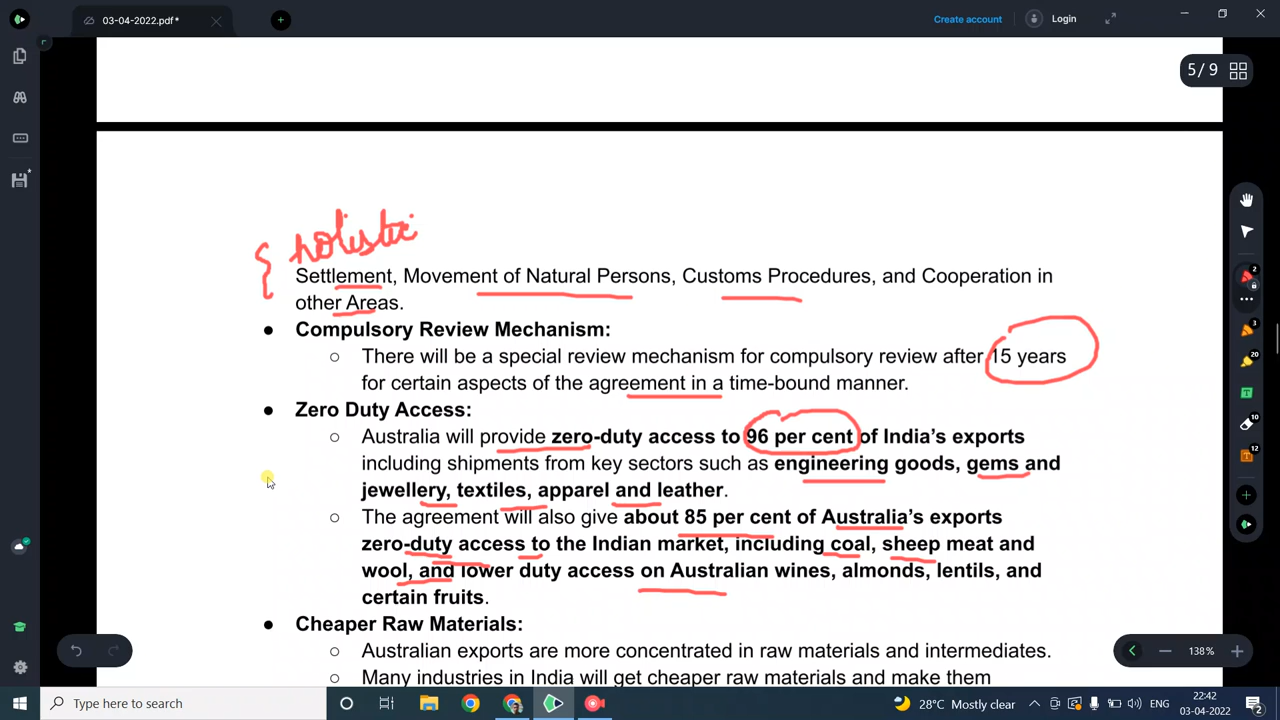 03-04-2022.pdf*
Create account
Login
5/9
holistic
Settlement, Movement of Natural Persons, Customs Procedures, and Cooperation in
other Areas.
● Compulsory Review Mechanism:
○ There will be a special review mechanism for compulsory review after 15 years
for certain aspects of the agreement in a time-bound manner.
● Zero Duty Access:
○ Australia will provide zero-duty access to 96 per cent of India's exports
including shipments from key sectors such as engineering goods, gems and
jewellery, textiles, apparel and leather.
○ The agreement will also give about 85 per cent of Australia's exports
zero-duty access to the Indian market, including coal, sheep meat and
wool, and lower duty access on Australian wines, almonds, lentils, and
certain fruits.
● Cheaper Raw Materials:
○ Australian exports are more concentrated in raw materials and intermediates.
○ Many industries in India will get cheaper raw materials and make them
138%
2
3
20
10
12
Type here to search
28°C Mostly clear
ENG
22:42
03-04-2022
2